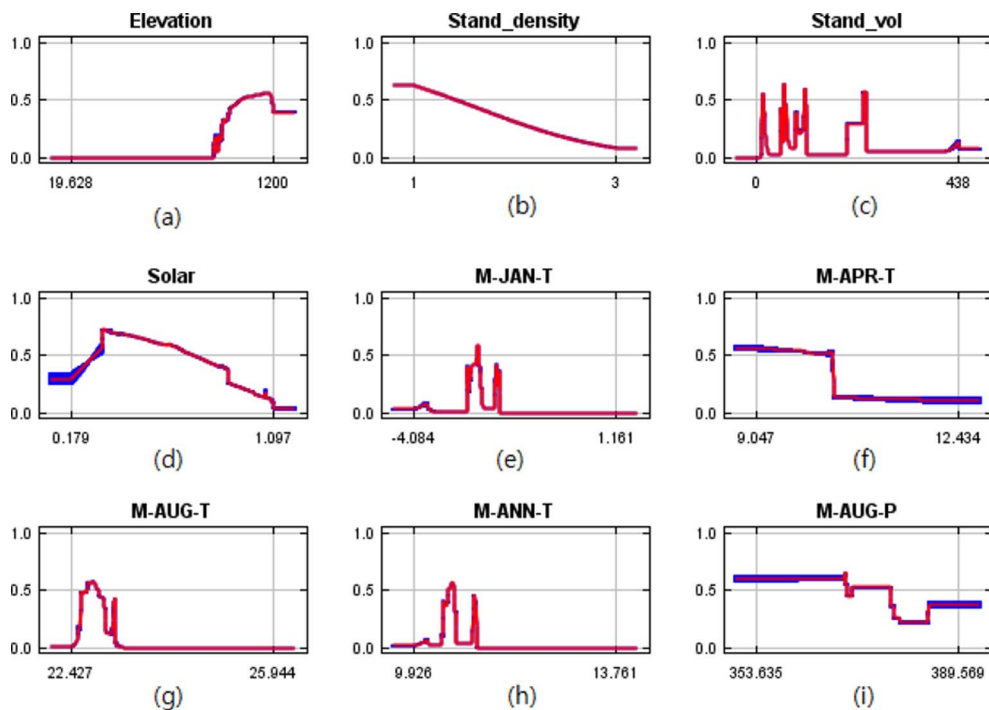 Elevation Stand_density Stand_vol
1.0 1.0 1.0
0.5 0.5 0.5
0.0 0.0 0.0
19.628 1200 1 3 0 438
(a) (b) (c)
Solar M-JAN-T M-APR-T
1.0 1.0 1.0
0.5 0.5 0.5
0.0 0.0 0.0
0.179 1.097 -4.084 1.161 9.047 12.434
(d) (e) (f)
M-AUG-T M-ANN-T M-AUG-P
1.0 1.0 1.0
0.5 0.5 0.5
0.0 0.0 0.0
22.427 25.944 9.926 13.761 353.635 389.569
(g) (h) (i)